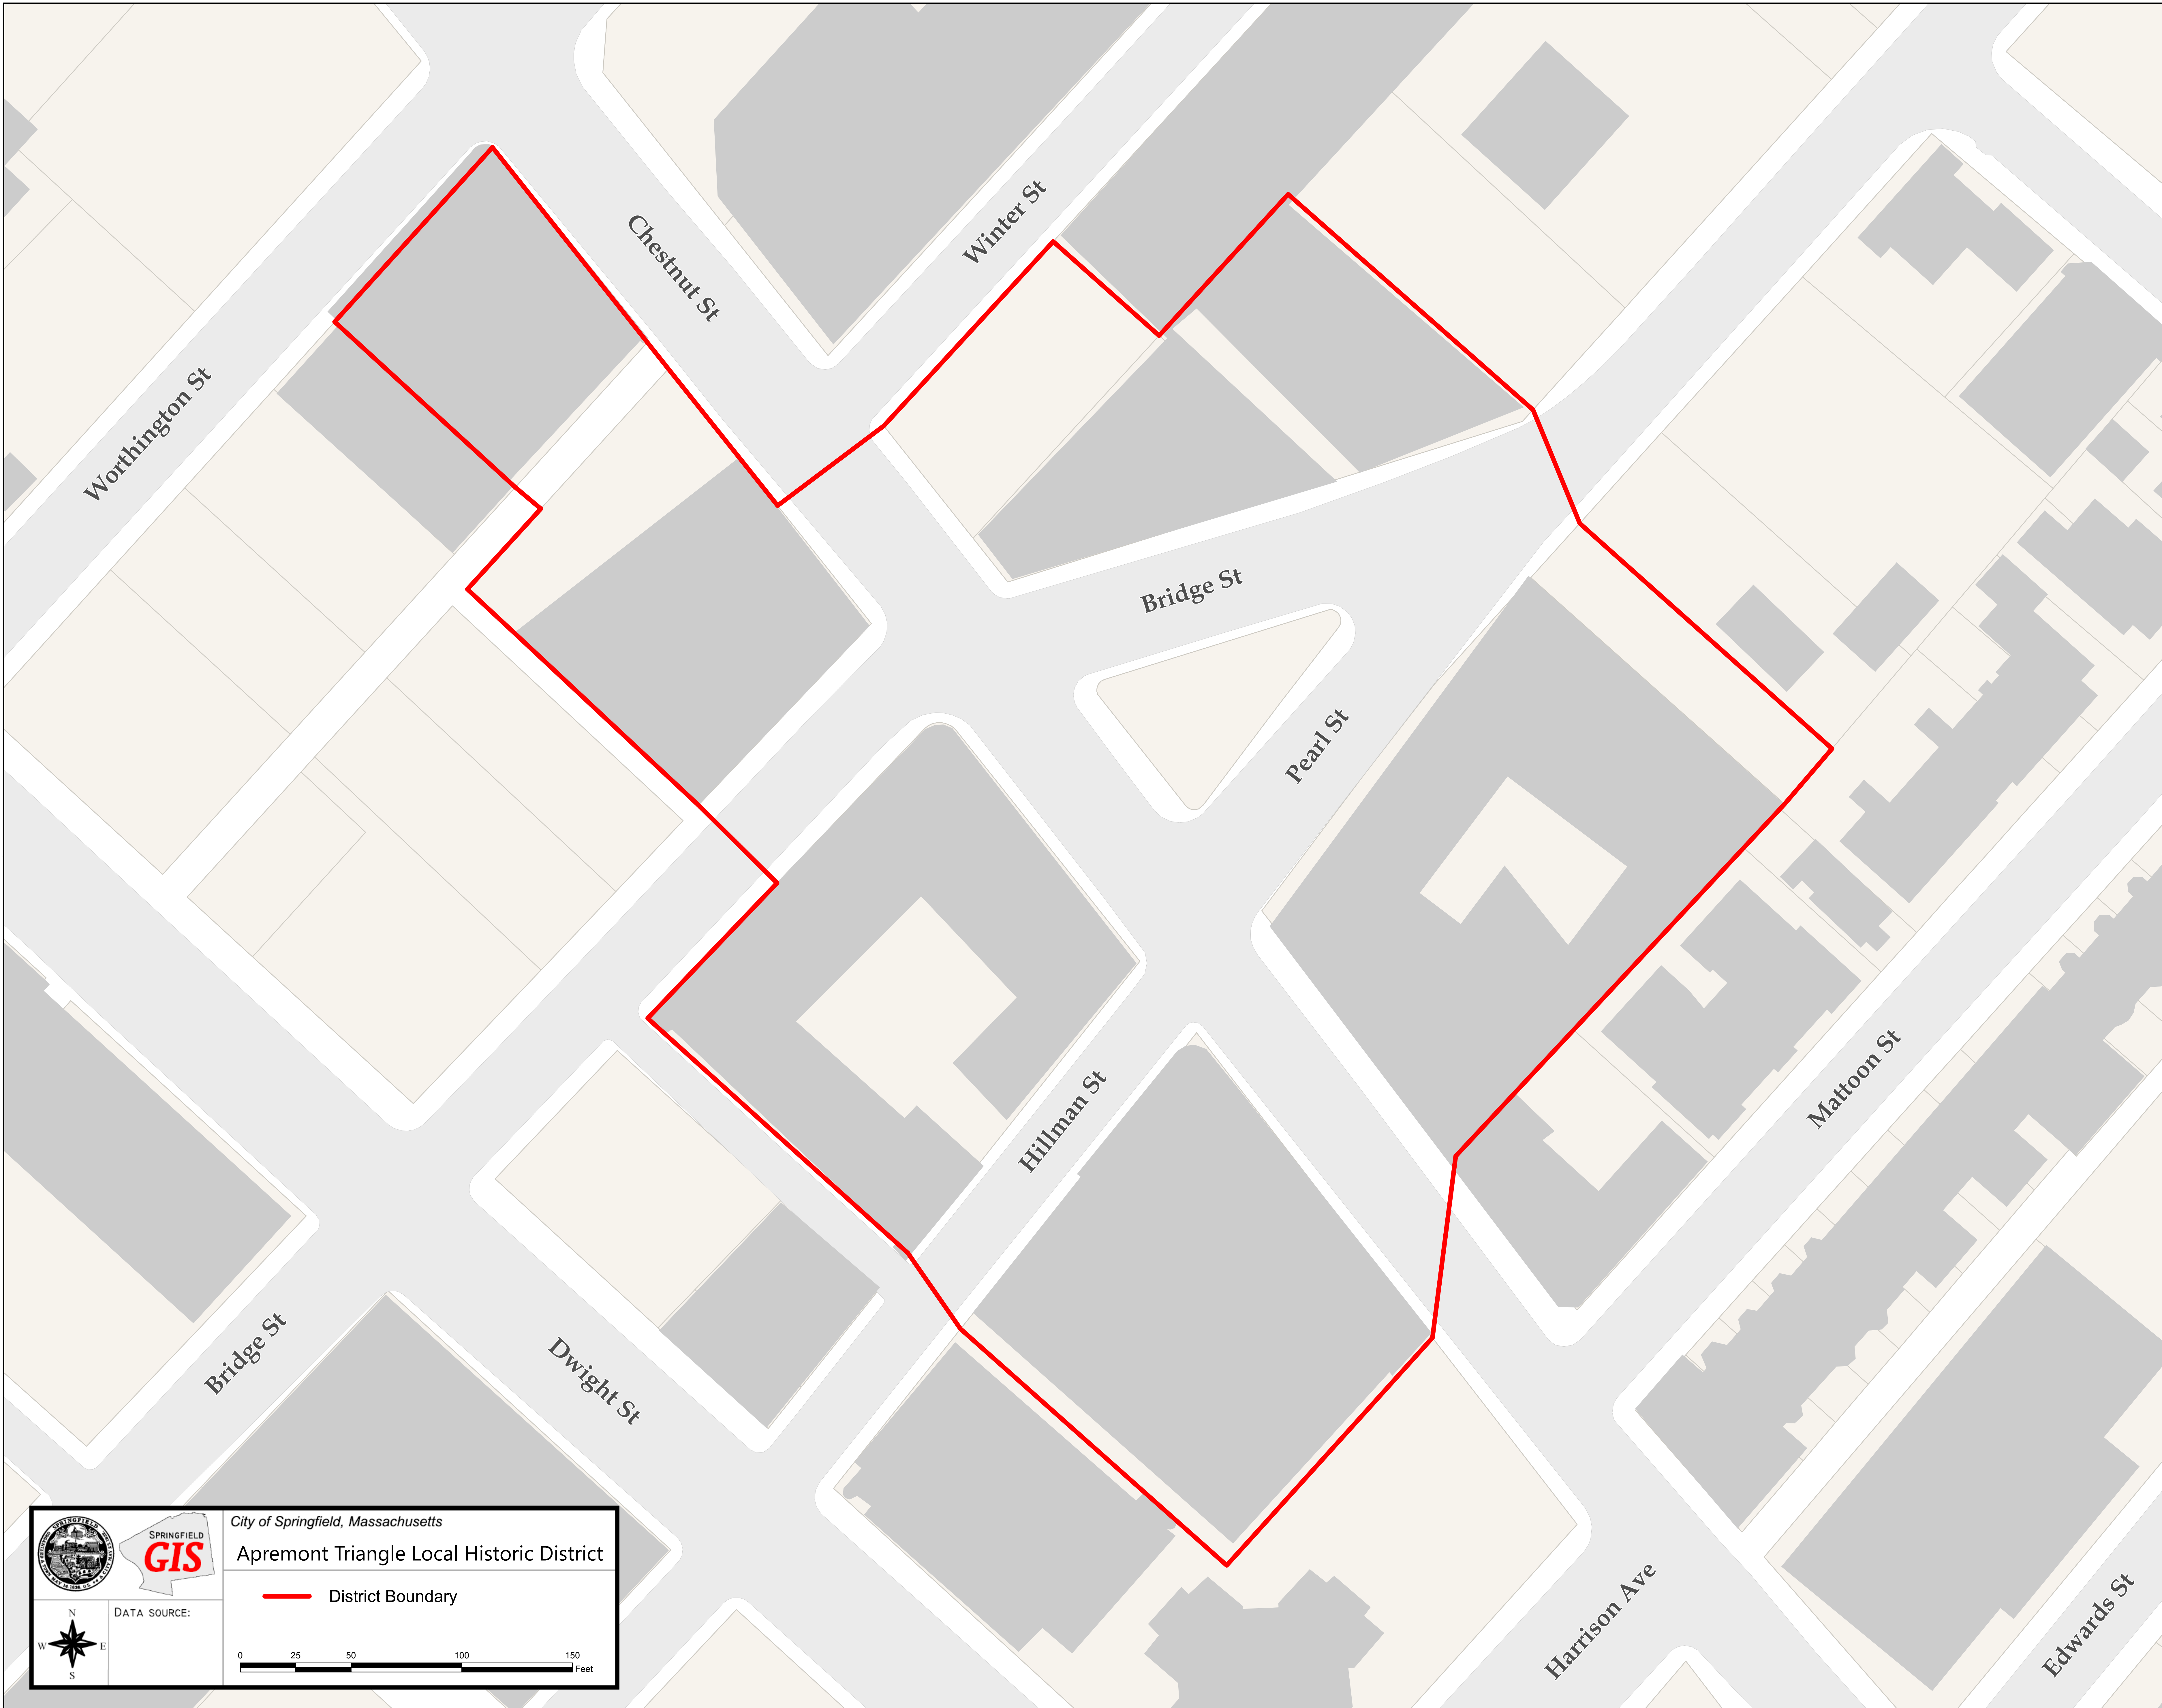 Chestnut St
Winter St
Worthington St
Bridge St
Pearl St
Hillman St
Mattoon St
Bridge St
Dwight St
Harrison Ave
Edwards St
City of Springfield, Massachusetts
SPRINGFIELD
GIS
Apremont Triangle Local Historic District
District Boundary
DATA SOURCE:
N
W E
S
0 25 50 100 150
Feet